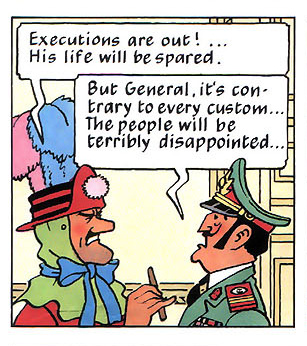 Executions are out! ...
His life will be spared.
But General, it's con-
trary to every custom...
The people will be
terribly disappointed...